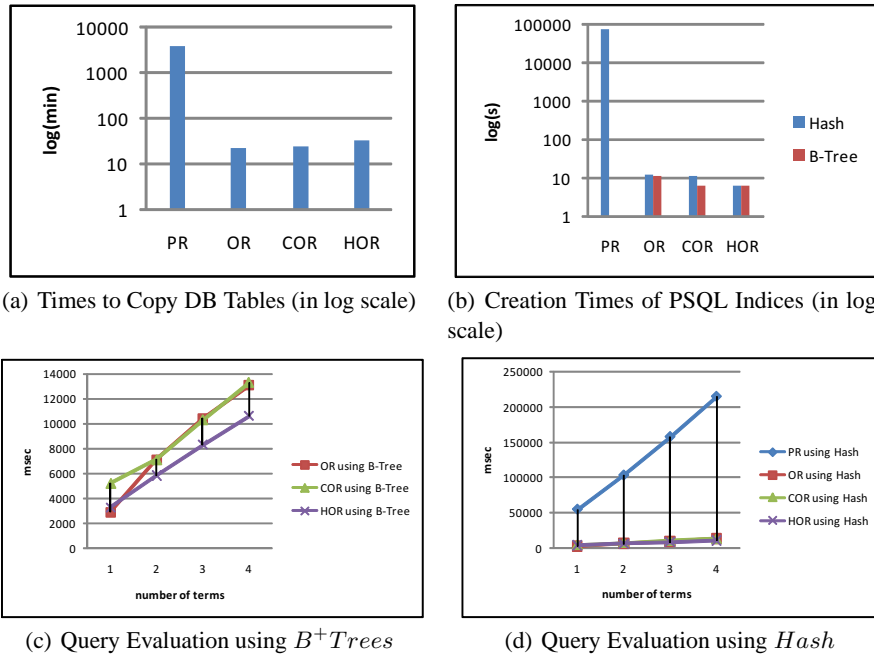 10000
1000
100
10
1
log(min)
PR OR COR HOR
(a) Times to Copy DB Tables (in log scale)
100000
10000
1000
100
10
1
log(s)
PR OR COR HOR
Hash
B-Tree
(b) Creation Times of PSQL Indices (in log
scale)
14000
12000
10000
8000
6000
4000
2000
0
msec
1 2 3 4
number of terms
OR using B-Tree
COR using B-Tree
HOR using B-Tree
(c) Query Evaluation using B+Trees
250000
200000
150000
100000
50000
0
msec
1 2 3 4
number of terms
PR using Hash
OR using Hash
COR using Hash
HOR using Hash
(d) Query Evaluation using Hash